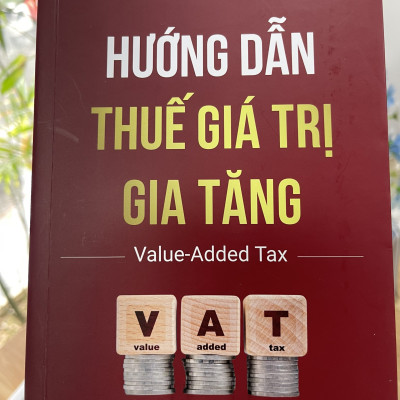 HƯỚNG DẪN
THUẾ GIÁ TRỊ
GIA TĂNG
Value-Added Tax
V A T
value added tax